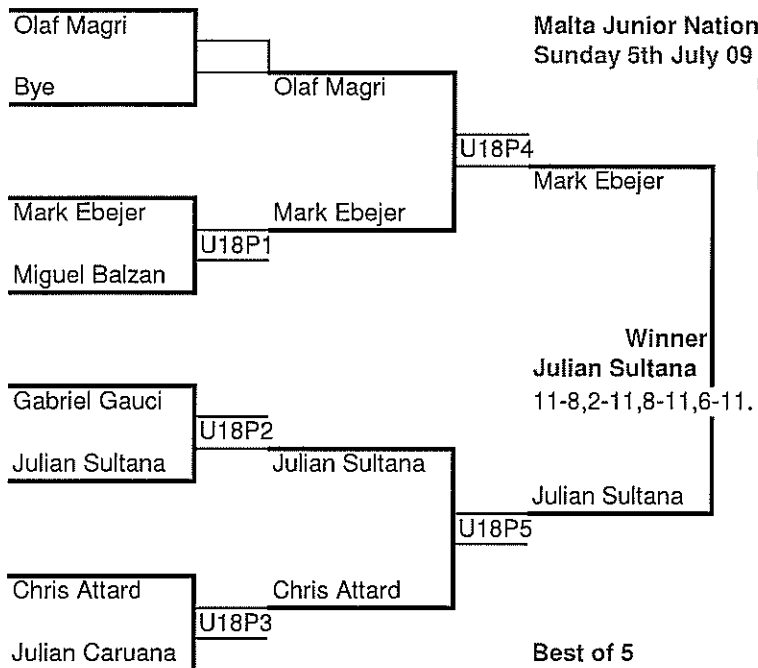 Olaf Magri
Bye
Mark Ebejer
U18P1
Miguel Balzan
Gabriel Gauci
U18P2
Julian Sultana
Chris Attard
U18P3
Julian Caruana
Olaf Magri
U18P4
Mark Ebejer
Julian Sultana
U18P5
Chris Attard
Malta Junior Nation
Sunday 5th July 09
Mark Ebejer
Winner
Julian Sultana
11-8,2-11,8-11,6-11.
Julian Sultana
Best of 5